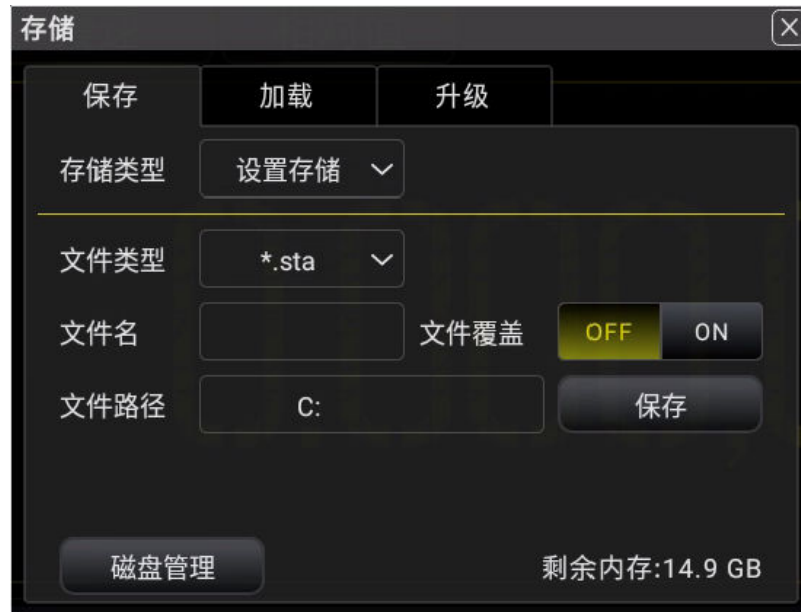 存储
保存 加载 升级
存储类型 设置存储
文件类型 *.sta
文件名 文件覆盖 OFF ON
文件路径 C: 保存
磁盘管理 剩余内存:14.9 GB